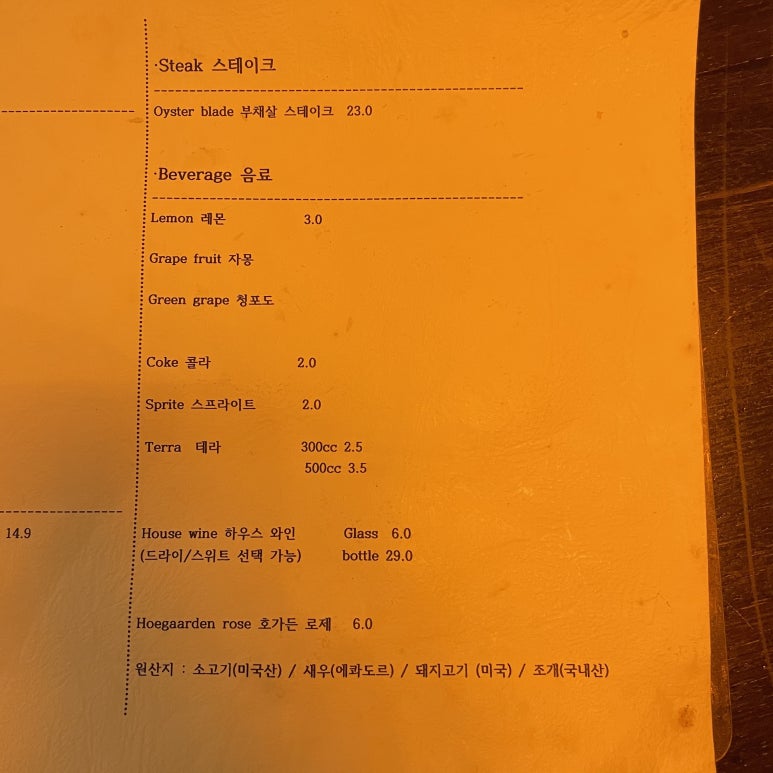 ·Steak 스테이크
Oyster blade 부채살 스테이크 23.0
·Beverage 음료
Lemon 레몬 3.0
Grape fruit 자몽
Green grape 청포도
Coke 콜라 2.0
Sprite 스프라이트 2.0
Terra 테라 300cc 2.5
500cc 3.5
14.9
House wine 하우스 와인 Glass 6.0
(드라이/스위트 선택 가능) bottle 29.0
Hoegaarden rose 호가든 로제 6.0
원산지 : 소고기(미국산) / 새우(에콰도르) / 돼지고기 (미국) / 조개(국내산)